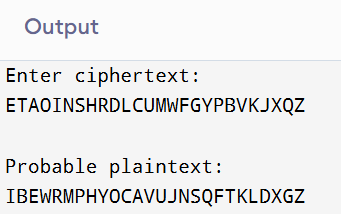 Output
Enter ciphertext:
ETAOINSHRDLCUMWFGYPBVKJXQZ
Probable plaintext:
IBEWRMPHYOCAVUJNSQFTKLDXGZ